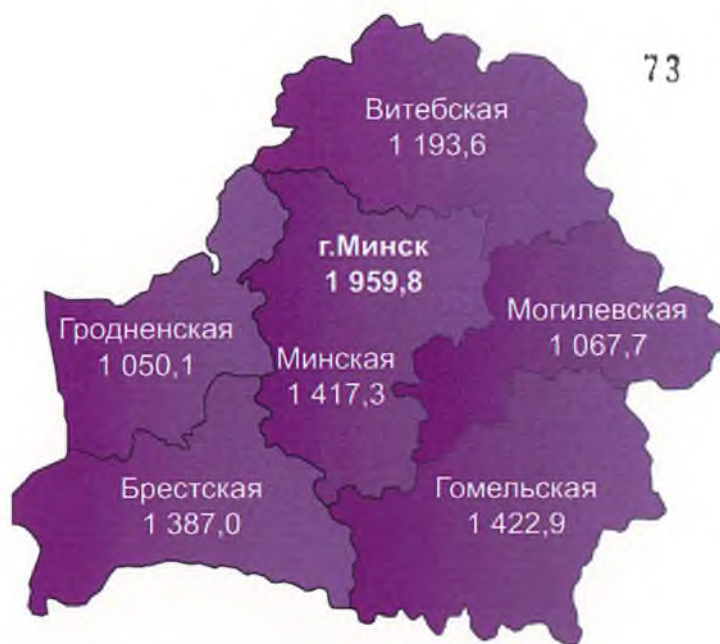 73
Витебская
1 193,6
г.Минск
1 959,8
Могилевская
1 067,7
Гродненская
1 050,1
Минская
1 417,3
Брестская
1 387,0
Гомельская
1 422,9